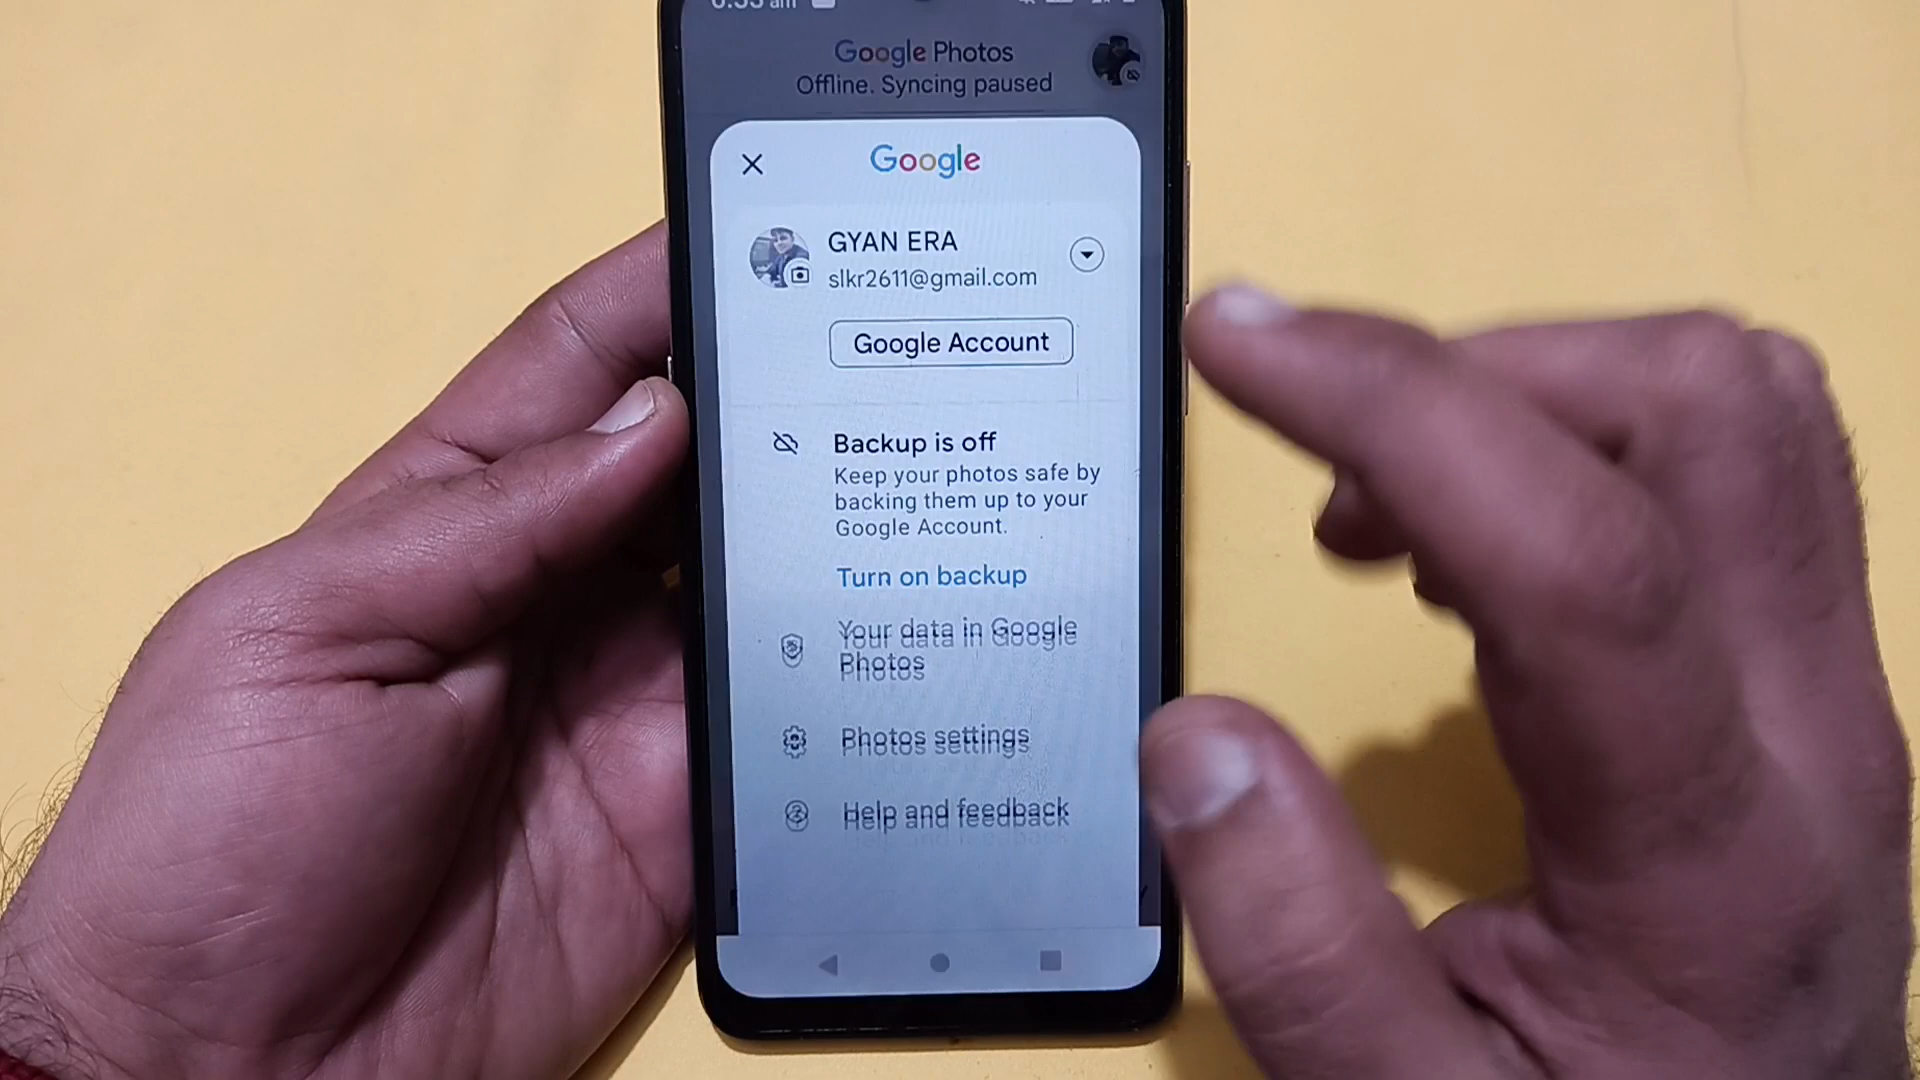 Google Photos
Offline. Syncing paused
Google
GYAN ERA
slkr2611@gmail.com
Google Account
Backup is off
Keep your photos safe by
backing them up to your
Google Account.
Turn on backup
Your data in Google
Photos
Photos settings
Help and feedback